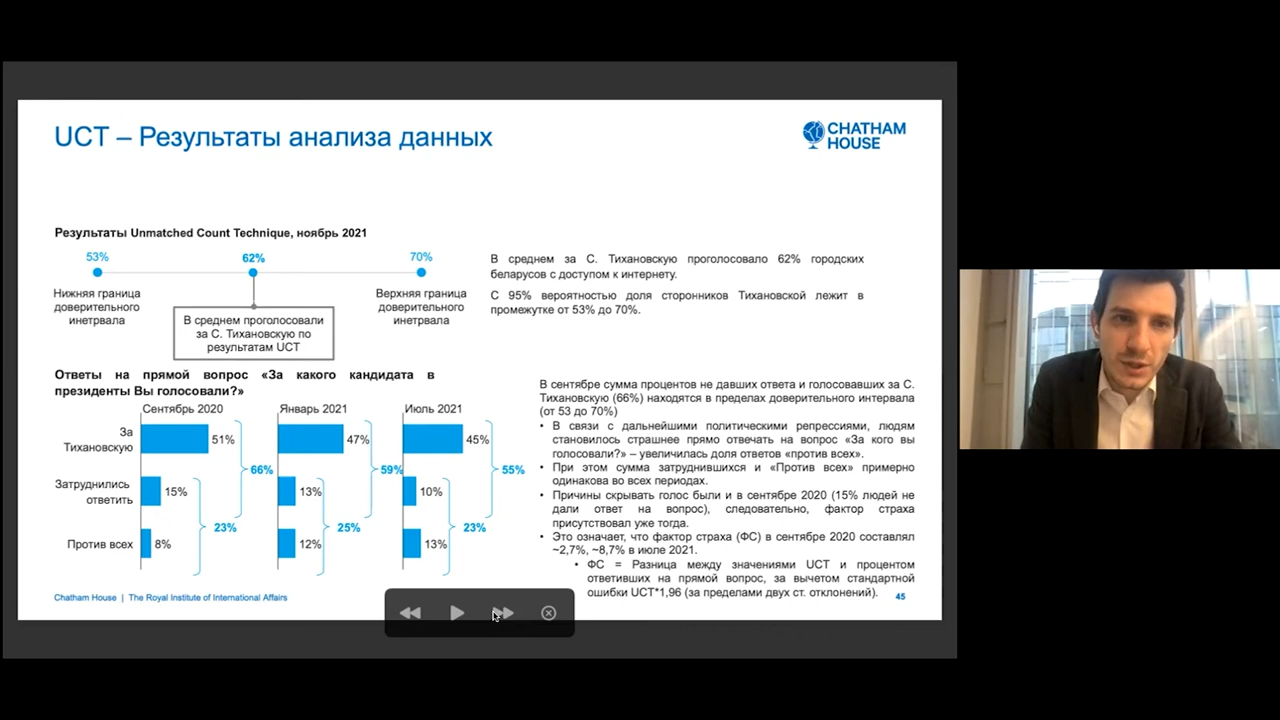 UCT – Результаты анализа данных
CHATHAM
HOUSE
Результаты Unmatched Count Technique, ноябрь 2021
53%
62%
70%
Нижняя граница
доверительного
инетрвала
Верхняя граница
доверительного
инетрвала
В среднем проголосовали
за С. Тихановскую по
результатам UCT
В среднем за С. Тихановскую проголосовало 62% городских
беларусов с доступом к интернету.
С 95% вероятностью доля сторонников Тихановской лежит в
промежутке от 53% до 70%.
Ответы на прямой вопрос «За какого кандидата в
президенты Вы голосовали?»
Сентябрь 2020
Январь 2021
Июль 2021
За
Тихановскую
51%
47%
45%
66%
59%
55%
Затруднились
ответить
15%
13%
10%
23%
25%
23%
Против всех
8%
12%
13%
В сентябре сумма процентов не давших ответа и голосовавших за С.
Тихановскую (66%) находятся в пределах доверительного интервала
(от 53 до 70%)
• В связи с дальнейшими политическими репрессиями, людям
становилось страшнее прямо отвечать на вопрос «За кого вы
голосовали?» – увеличилась доля ответов «против всех».
• При этом сумма затруднившихся и «Против всех» примерно
одинакова во всех периодах.
• Причины скрывать голос были и в сентябре 2020 (15% людей не
дали ответ на вопрос), следовательно, фактор страха
присутствовал уже тогда.
• Это означает, что фактор страха (ФС) в сентябре 2020 составлял
~2,7%, ~8,7% в июле 2021.
• ФС = Разница между значениями UCT и процентом
ответивших на прямой вопрос, за вычетом стандартной
ошибки UCT*1,96 (за пределами двух ст. отклонений).
Chatham House | The Royal Institute of International Affairs
45